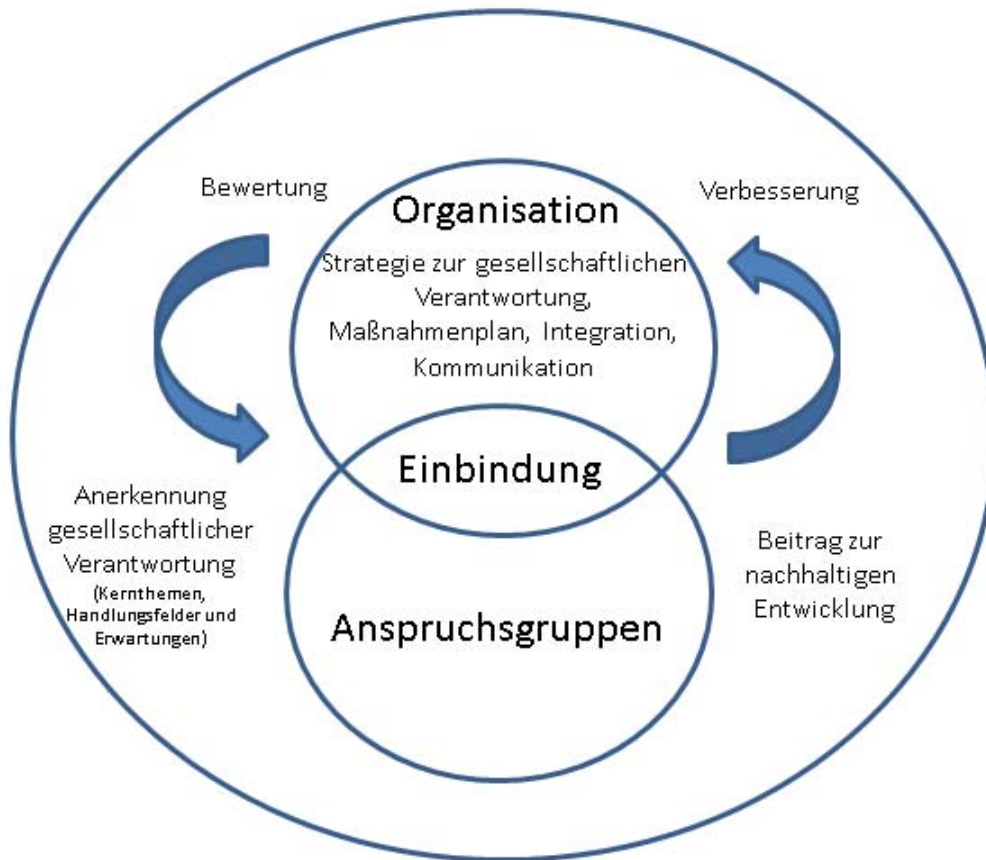 Bewertung
Verbesserung
Organisation
Strategie zur gesellschaftlichen
Verantwortung,
Maßnahmenplan, Integration,
Kommunikation
Einbindung
Anerkennung
gesellschaftlicher
Verantwortung
(Kernthemen,
Handlungsfelder und
Erwartungen)
Beitrag zur
nachhaltigen
Entwicklung
Anspruchsgruppen